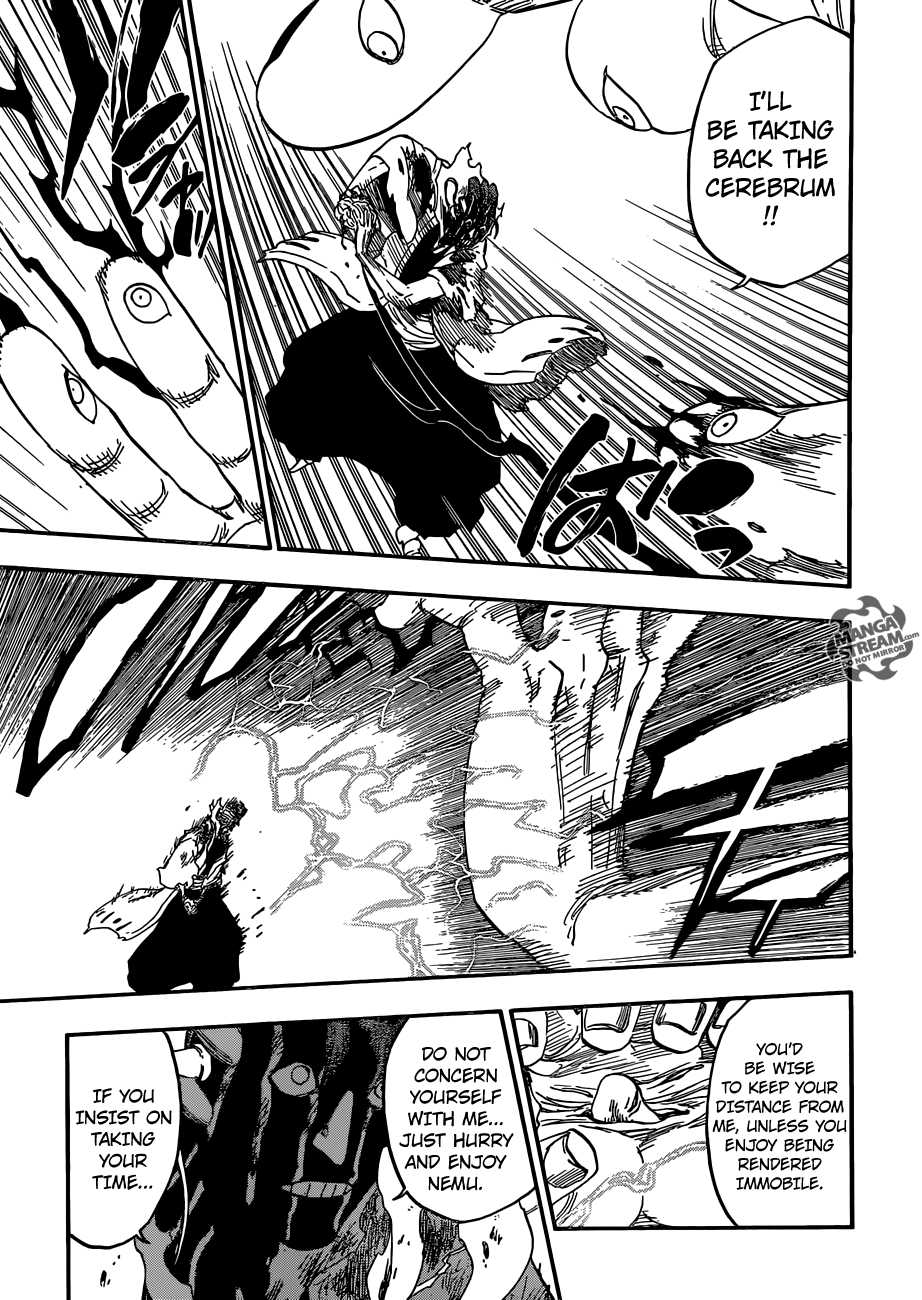 I'LL
BE TAKING
BACK THE
CEREBRUM
!!
ばっ
MANGA
STREAM.com
DO NOT MIRROR
YOU'D
BE WISE
TO KEEP YOUR
DISTANCE FROM
ME, UNLESS YOU
ENJOY BEING
RENDERED
IMMOBILE.
DO NOT
CONCERN
YOURSELF
WITH ME...
JUST HURRY
AND ENJOY
NEMU.
IF YOU
INSIST ON
TAKING
YOUR
TIME...